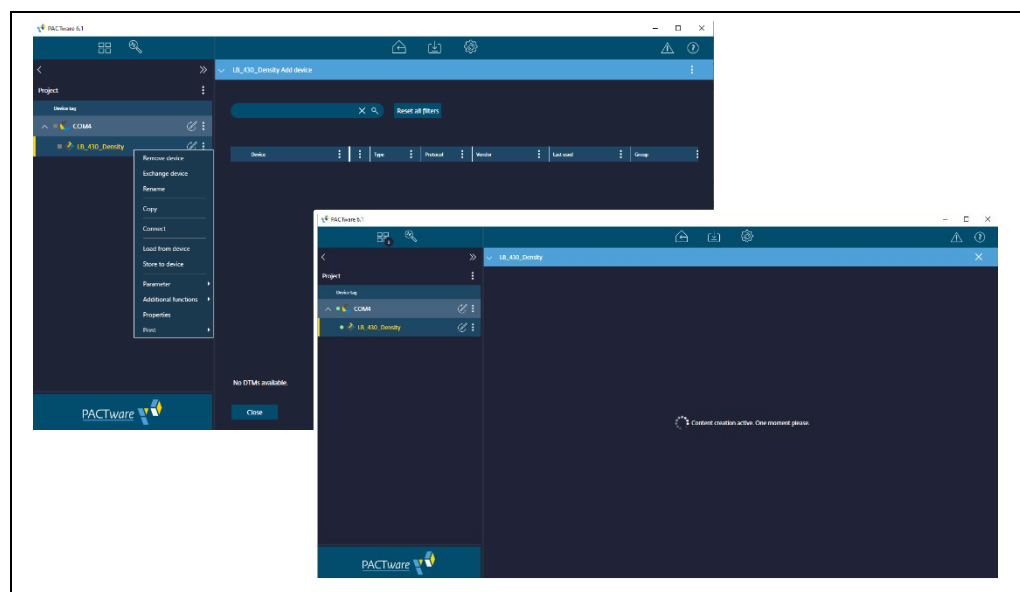 PACTware 6.1
LB_430_Density Add device
Project
Device tag
Reset all filters
COM4
LB_430_Density
Device Type Protocol Vendor Last used Group
Remove device
Exchange device
Rename
Copy
Connect
Load from device
Store to device
Parameter
Additional functions
Properties
Print
No DTMs available.
Close
PACTware
PACTware 6.1
LB_430_Density
Project
Device tag
COM4
LB_430_Density
Content creation active. One moment please.
PACTware